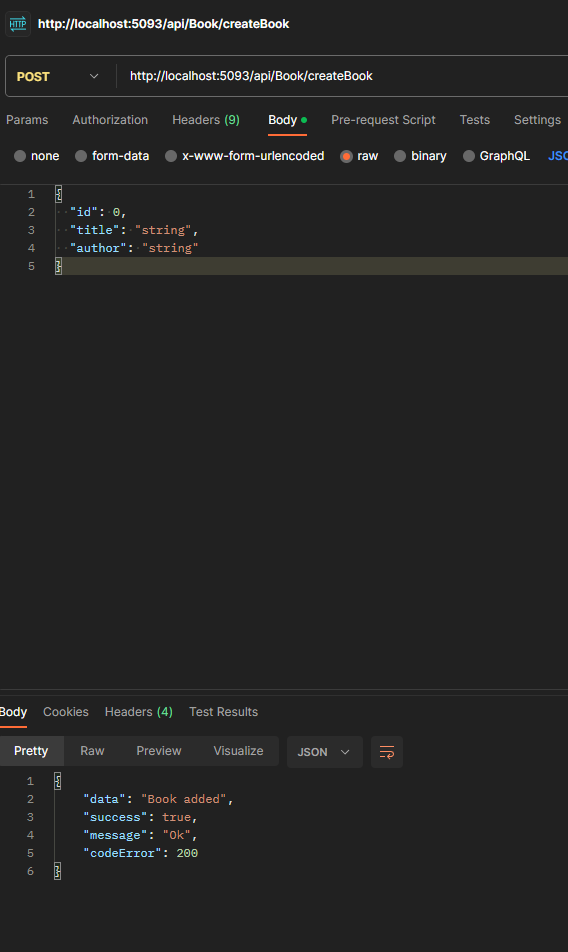 HTTP http://localhost:5093/api/Book/createBook
POST http://localhost:5093/api/Book/createBook
Params Authorization Headers (9) Body Pre-request Script Tests Settings
none form-data x-www-form-urlencoded raw binary GraphQL JSO
1 {
2 "id": 0,
3 "title": "string",
4 "author": "string"
5 }
Body Cookies Headers (4) Test Results
Pretty Raw Preview Visualize JSON
1 {
2 "data": "Book added",
3 "success": true,
4 "message": "Ok",
5 "codeError": 200
6 }